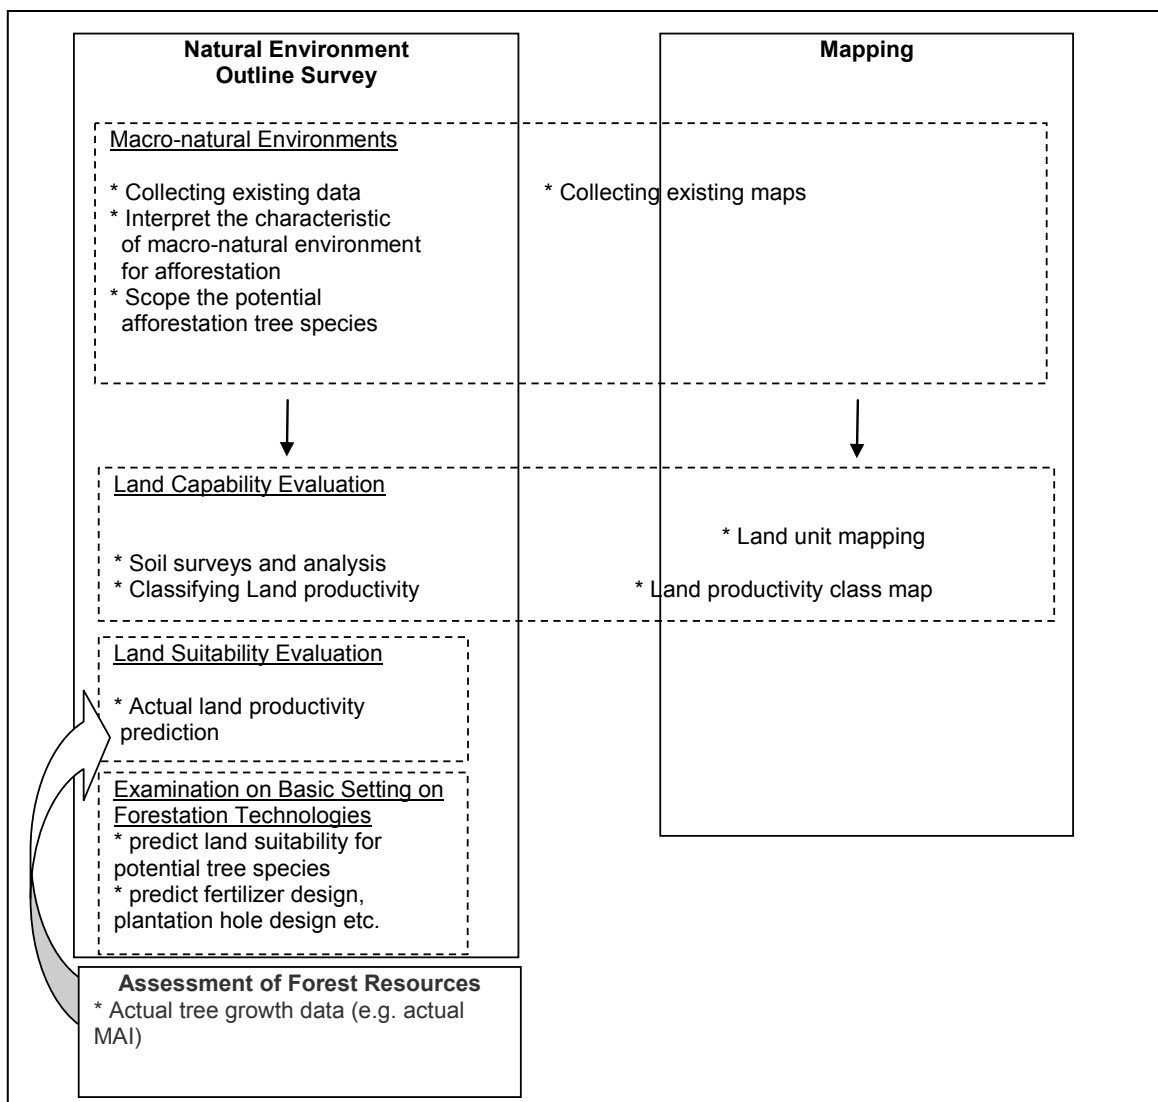 Natural Environment
Outline Survey
Mapping
Macro-natural Environments
* Collecting existing data
* Collecting existing maps
* Interpret the characteristic
of macro-natural environment
for afforestation
* Scope the potential
afforestation tree species
Land Capability Evaluation
* Land unit mapping
* Soil surveys and analysis
* Classifying Land productivity
* Land productivity class map
Land Suitability Evaluation
* Actual land productivity
prediction
Examination on Basic Setting on
Forestation Technologies
* predict land suitability for
potential tree species
* predict fertilizer design,
plantation hole design etc.
Assessment of Forest Resources
* Actual tree growth data (e.g. actual
MAI)